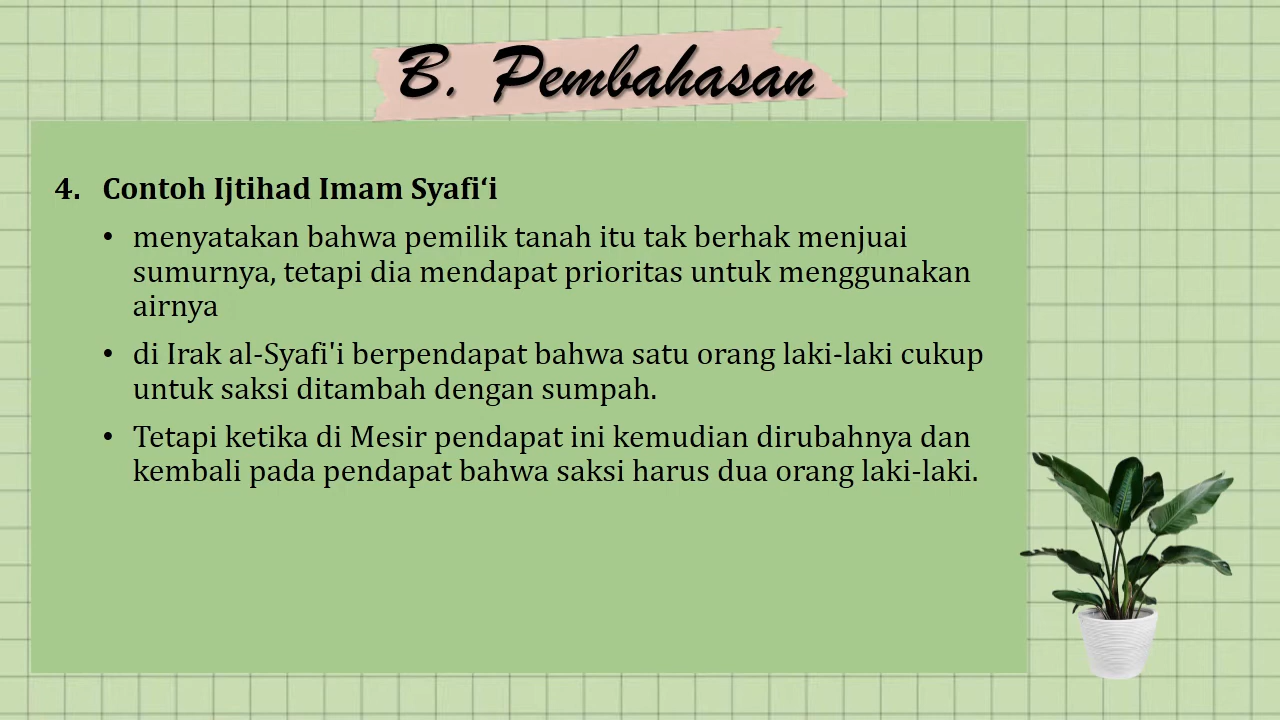 B. Pembahasan
4. Contoh Ijtihad Imam Syafi‘i
• menyatakan bahwa pemilik tanah itu tak berhak menjuai
sumurnya, tetapi dia mendapat prioritas untuk menggunakan
airnya
• di Irak al-Syafi'i berpendapat bahwa satu orang laki-laki cukup
untuk saksi ditambah dengan sumpah.
• Tetapi ketika di Mesir pendapat ini kemudian dirubahnya dan
kembali pada pendapat bahwa saksi harus dua orang laki-laki.